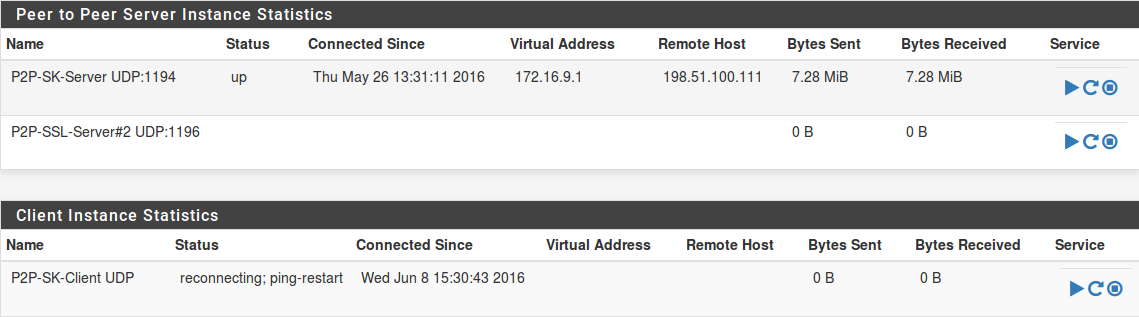 Peer to Peer Server Instance Statistics
Name Status Connected Since Virtual Address Remote Host Bytes Sent Bytes Received Service
P2P-SK-Server UDP:1194 up Thu May 26 13:31:11 2016 172.16.9.1 198.51.100.111 7.28 MiB 7.28 MiB
P2P-SSL-Server#2 UDP:1196 0 B 0 B
Client Instance Statistics
Name Status Connected Since Virtual Address Remote Host Bytes Sent Bytes Received Service
P2P-SK-Client UDP reconnecting; ping-restart Wed Jun 8 15:30:43 2016 0 B 0 B